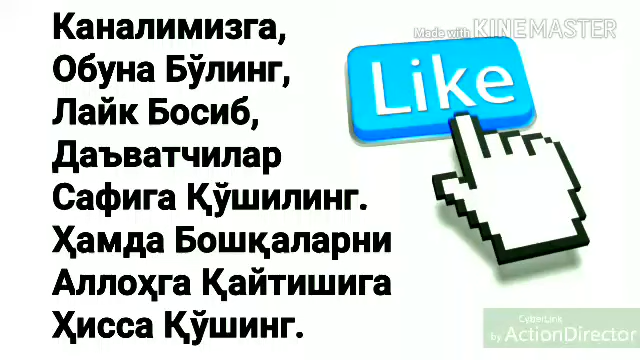 Каналимизга,
Обуна Бўлинг,
Лайк Босиб,
Даъватчилар
Сафига Қўшилинг.
Ҳамда Бошқаларни
Аллоҳга Қайтишига
Ҳисса Қўшинг.
Like
Made with KINEMASTER
CyberLink
by ActionDirector